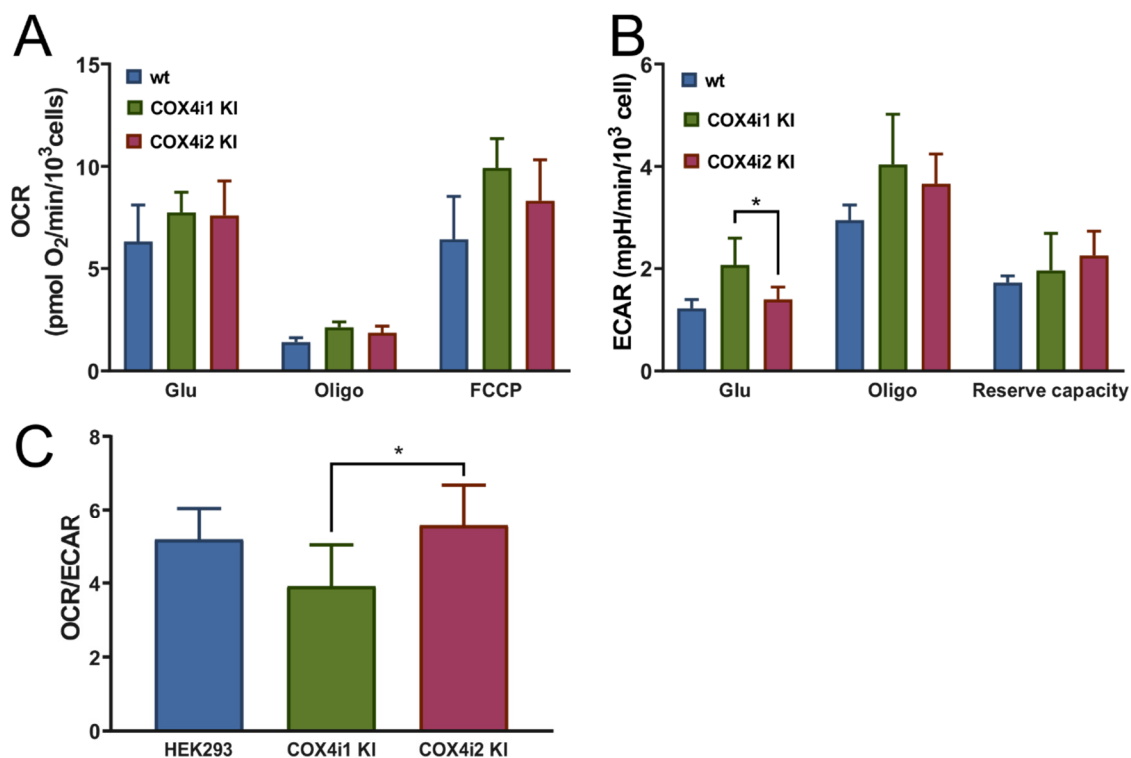 A
OCR
(pmol O₂/min/10³cells)
15
10
5
0
wt
COX4i1 KI
COX4i2 KI
Glu Oligo FCCP
B
ECAR (mpH/min/10³ cell)
6
4
2
0
wt
COX4i1 KI
COX4i2 KI
*
Glu Oligo Reserve capacity
C
OCR/ECAR
8
6
4
2
0
*
HEK293 COX4i1 KI COX4i2 KI